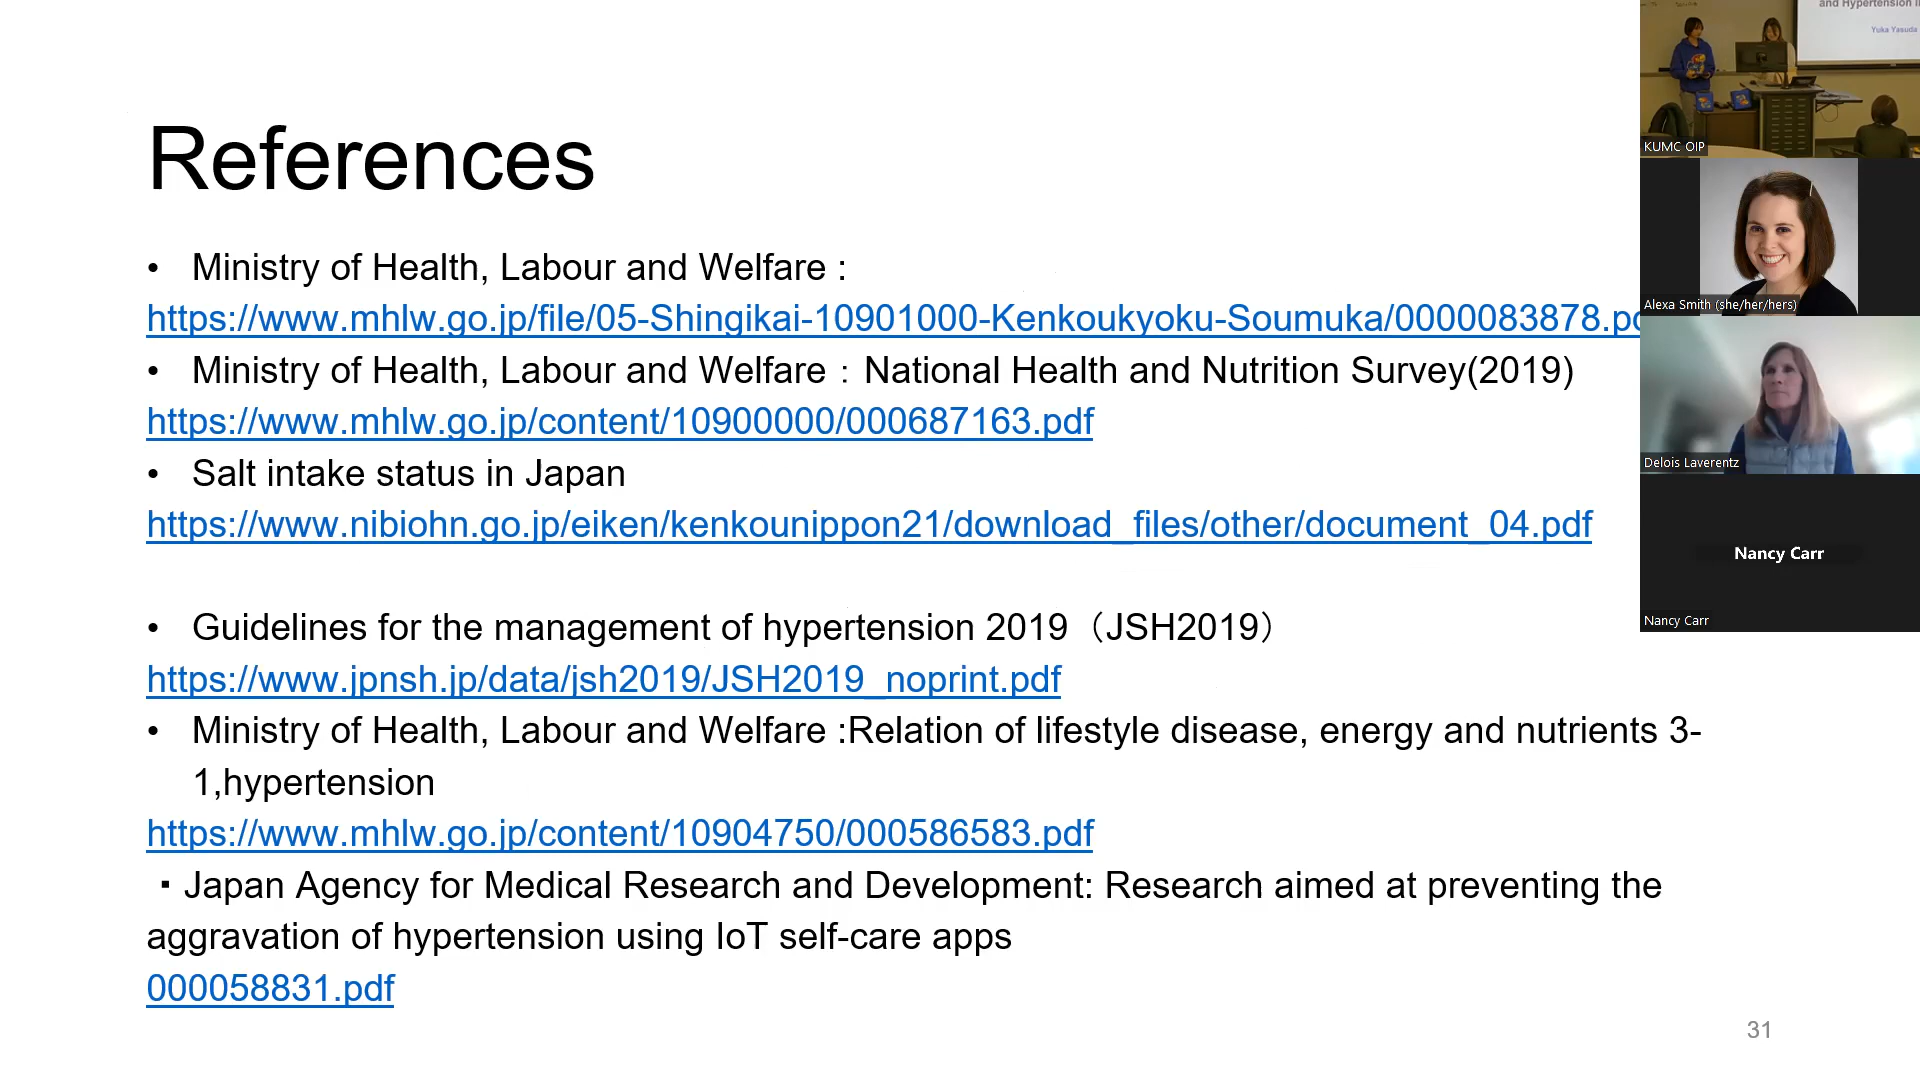 References
• Ministry of Health, Labour and Welfare :
https://www.mhlw.go.jp/file/05-Shingikai-10901000-Kenkoukyoku-Soumuka/0000083878.pd
• Ministry of Health, Labour and Welfare：National Health and Nutrition Survey(2019)
https://www.mhlw.go.jp/content/10900000/000687163.pdf
• Salt intake status in Japan
https://www.nibiohn.go.jp/eiken/kenkounippon21/download_files/other/document_04.pdf
• Guidelines for the management of hypertension 2019（JSH2019）
https://www.jpnsh.jp/data/jsh2019/JSH2019_noprint.pdf
• Ministry of Health, Labour and Welfare :Relation of lifestyle disease, energy and nutrients 3-
1,hypertension
https://www.mhlw.go.jp/content/10904750/000586583.pdf
・Japan Agency for Medical Research and Development: Research aimed at preventing the
aggravation of hypertension using IoT self-care apps
000058831.pdf
31
and Hypertension i
Yuka Yasuda
KUMC OIP
Alexa Smith (she/her/hers)
Delois Laverentz
Nancy Carr
Nancy Carr